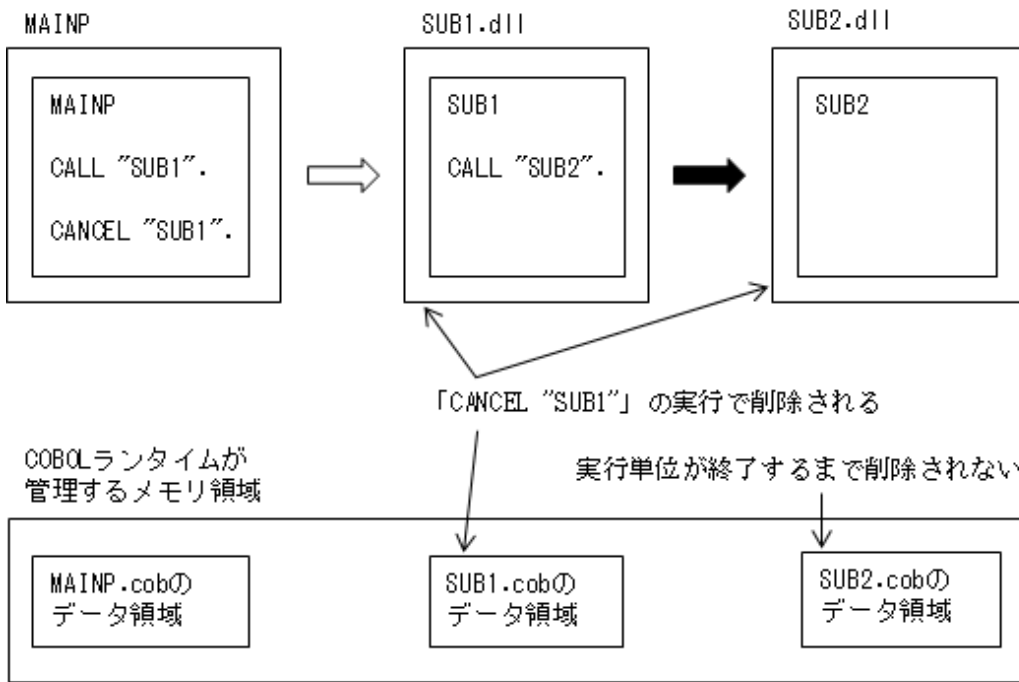 MAINP
SUB1.dll
SUB2.dll
MAINP
CALL "SUB1".
CANCEL "SUB1".
SUB1
CALL "SUB2".
SUB2
「CANCEL "SUB1"」の実行で削除される
COBOLランタイムが
管理するメモリ領域
実行単位が終了するまで削除されない
MAINP.cobの
データ領域
SUB1.cobの
データ領域
SUB2.cobの
データ領域